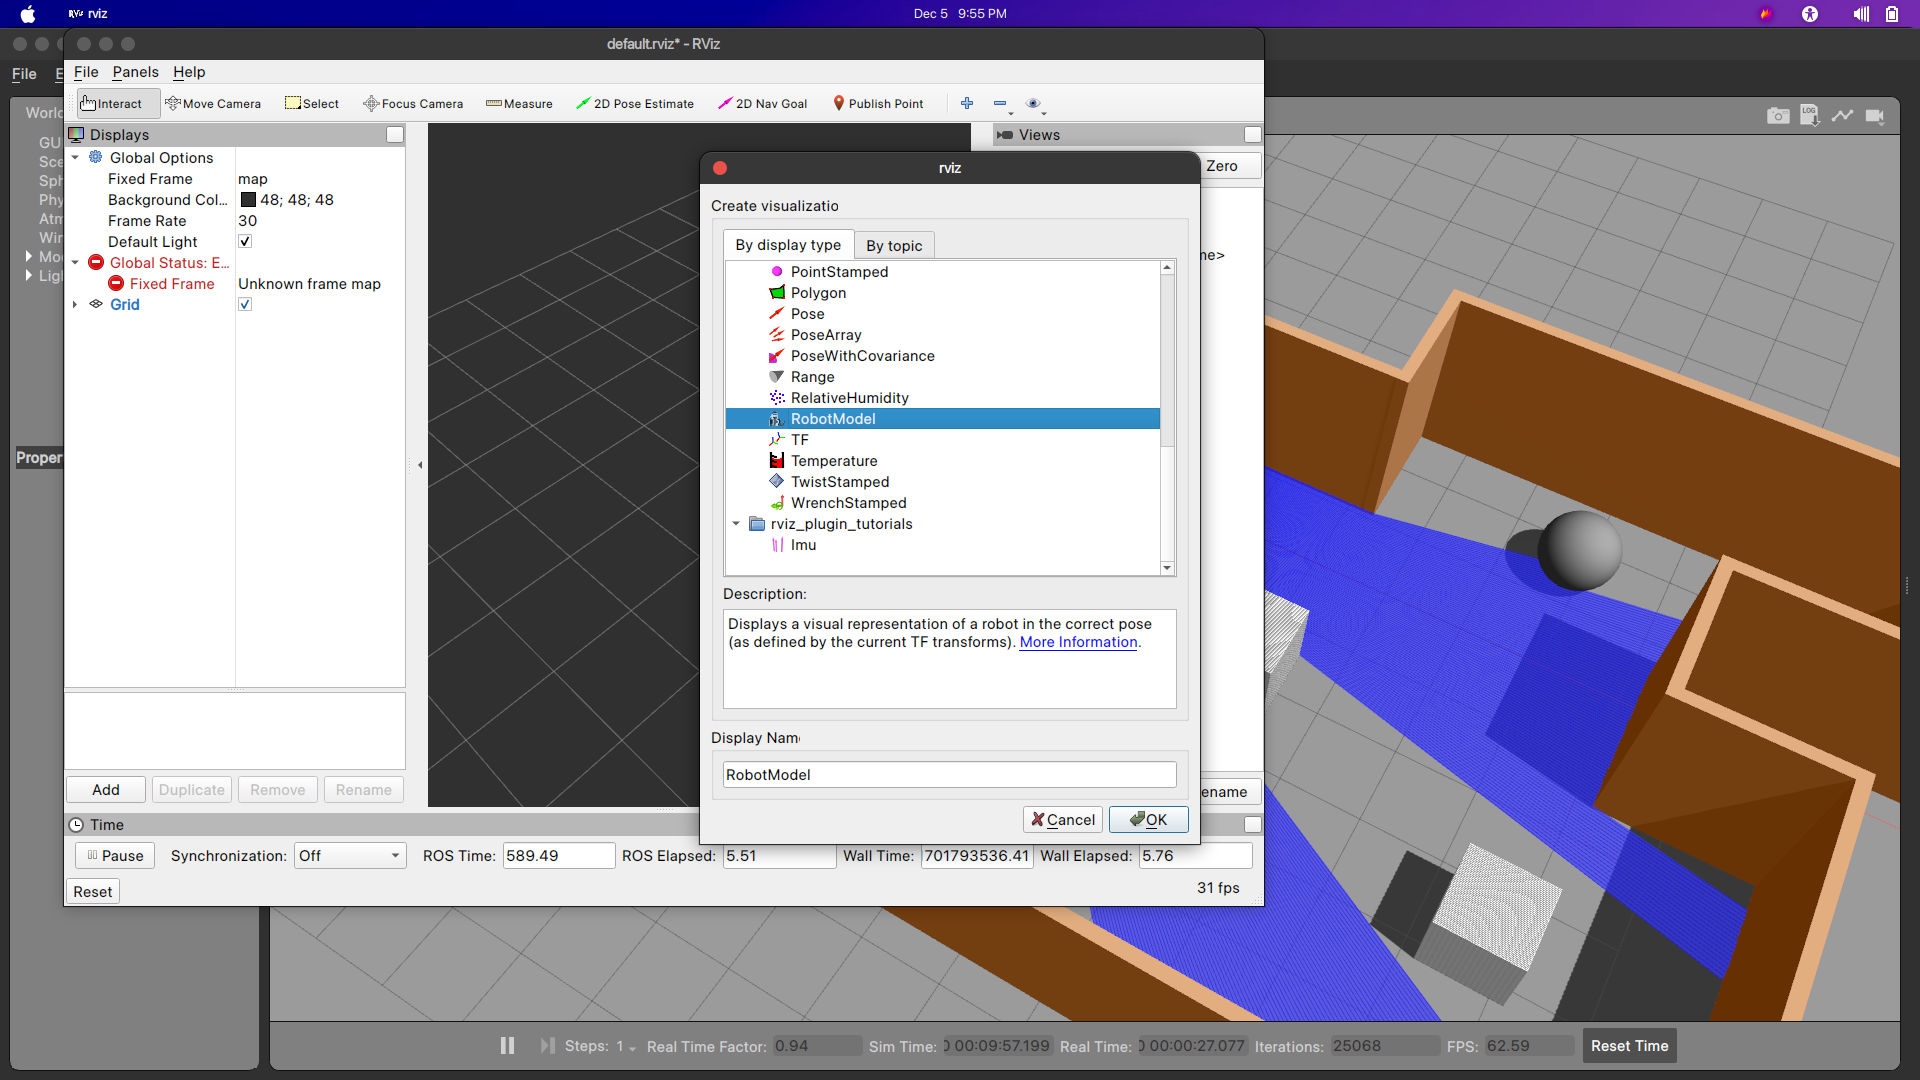 RViz rviz
Dec 5 9:55 PM
default.rviz* - RViz
File
File Panels Help
Interact Move Camera Select Focus Camera Measure 2D Pose Estimate 2D Nav Goal Publish Point
World
Displays
Views
LOG
GU
Sce
Sph
Phy
Atm
Win
Mo
Lig
Proper
Global Options
Fixed Frame map
Background Col... 48; 48; 48
Frame Rate 30
Default Light
Global Status: E...
Fixed Frame Unknown frame map
Grid
Add Duplicate Remove Rename
Zero
me>
ename
rviz
Create visualizatio
By display type By topic
PointStamped
Polygon
Pose
PoseArray
PoseWithCovariance
Range
RelativeHumidity
RobotModel
TF
Temperature
TwistStamped
WrenchStamped
rviz_plugin_tutorials
Imu
Description:
Displays a visual representation of a robot in the correct pose
(as defined by the current TF transforms). More Information.
Display Nam
RobotModel
Cancel OK
Time
Pause Synchronization: Off ROS Time: 589.49 ROS Elapsed: 5.51 Wall Time: 701793536.41 Wall Elapsed: 5.76
Reset
31 fps
Steps: 1 Real Time Factor: 0.94 Sim Time: 0 00:09:57.199 Real Time: 0 00:00:27.077 Iterations: 25068 FPS: 62.59 Reset Time